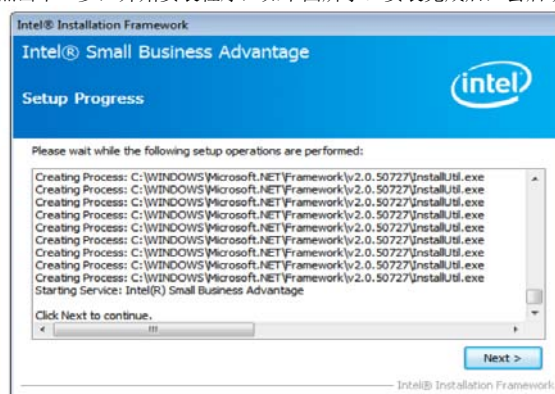 Intel® Installation Framework
Intel® Small Business Advantage
intel
Setup Progress
Please wait while the following setup operations are performed:
Creating Process: C:\WINDOWS\Microsoft.NET\Framework\v2.0.50727\InstallUtil.exe
Creating Process: C:\WINDOWS\Microsoft.NET\Framework\v2.0.50727\InstallUtil.exe
Creating Process: C:\WINDOWS\Microsoft.NET\Framework\v2.0.50727\InstallUtil.exe
Creating Process: C:\WINDOWS\Microsoft.NET\Framework\v2.0.50727\InstallUtil.exe
Creating Process: C:\WINDOWS\Microsoft.NET\Framework\v2.0.50727\InstallUtil.exe
Creating Process: C:\WINDOWS\Microsoft.NET\Framework\v2.0.50727\InstallUtil.exe
Creating Process: C:\WINDOWS\Microsoft.NET\Framework\v2.0.50727\InstallUtil.exe
Creating Process: C:\WINDOWS\Microsoft.NET\Framework\v2.0.50727\InstallUtil.exe
Creating Process: C:\WINDOWS\Microsoft.NET\Framework\v2.0.50727\InstallUtil.exe
Starting Service: Intel(R) Small Business Advantage
Click Next to continue.
Next >
Intel® Installation Framework